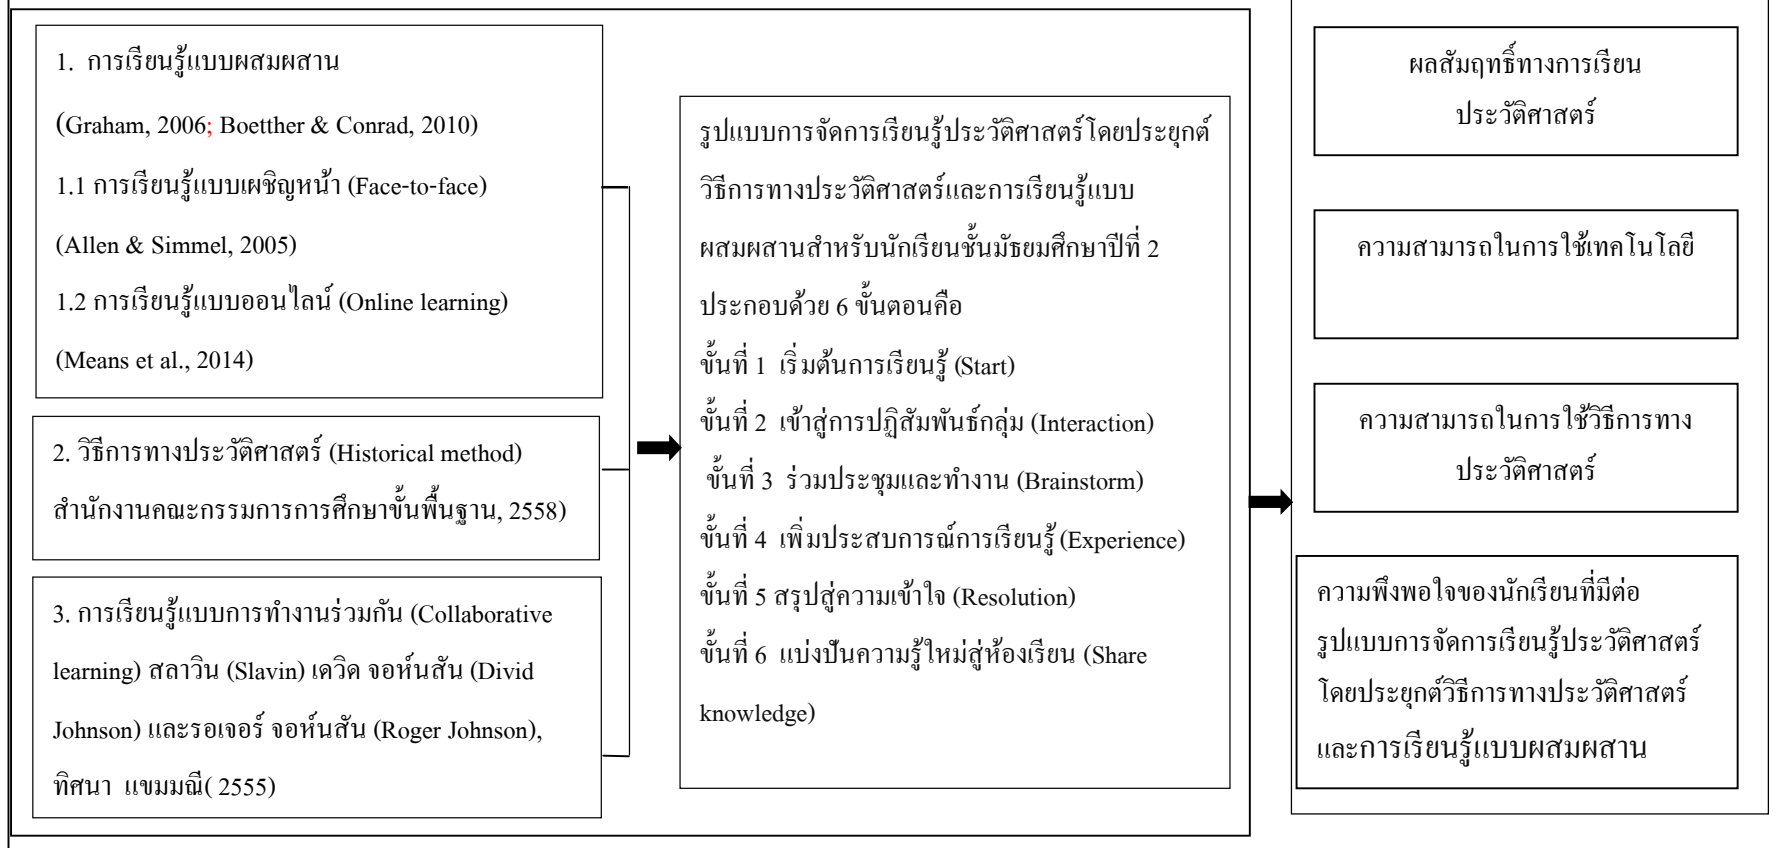 1. การเรียนรู้แบบผสมผสาน
(Graham, 2006; Boetther & Conrad, 2010)
1.1 การเรียนรู้แบบเผชิญหน้า (Face-to-face)
(Allen & Simmel, 2005)
1.2 การเรียนรู้แบบออนไลน์ (Online learning)
(Means et al., 2014)
2. วิธีการทางประวัติศาสตร์ (Historical method)
สำนักงานคณะกรรมการการศึกษาขั้นพื้นฐาน, 2558)
3. การเรียนรู้แบบการทำงานร่วมกัน (Collaborative
learning) สลาวิน (Slavin) เดวิด จอห์นสัน (Divid
Johnson) และรอเจอร์ จอห์นสัน (Roger Johnson),
ทิศนา แขมมณี( 2555)
รูปแบบการจัดการเรียนรู้ประวัติศาสตร์โดยประยุกต์
วิธีการทางประวัติศาสตร์และการเรียนรู้แบบ
ผสมผสานสำหรับนักเรียนชั้นมัธยมศึกษาปีที่ 2
ประกอบด้วย 6 ขั้นตอนคือ
ขั้นที่ 1 เริ่มต้นการเรียนรู้ (Start)
ขั้นที่ 2 เข้าสู่การปฏิสัมพันธ์กลุ่ม (Interaction)
ขั้นที่ 3 ร่วมประชุมและทำงาน (Brainstorm)
ขั้นที่ 4 เพิ่มประสบการณ์การเรียนรู้ (Experience)
ขั้นที่ 5 สรุปสู่ความเข้าใจ (Resolution)
ขั้นที่ 6 แบ่งปันความรู้ใหม่สู่ห้องเรียน (Share
knowledge)
ผลสัมฤทธิ์ทางการเรียน
ประวัติศาสตร์
ความสามารถในการใช้เทคโนโลยี
ความสามารถในการใช้วิธีการทาง
ประวัติศาสตร์
ความพึงพอใจของนักเรียนที่มีต่อ
รูปแบบการจัดการเรียนรู้ประวัติศาสตร์
โดยประยุกต์วิธีการทางประวัติศาสตร์
และการเรียนรู้แบบผสมผสาน